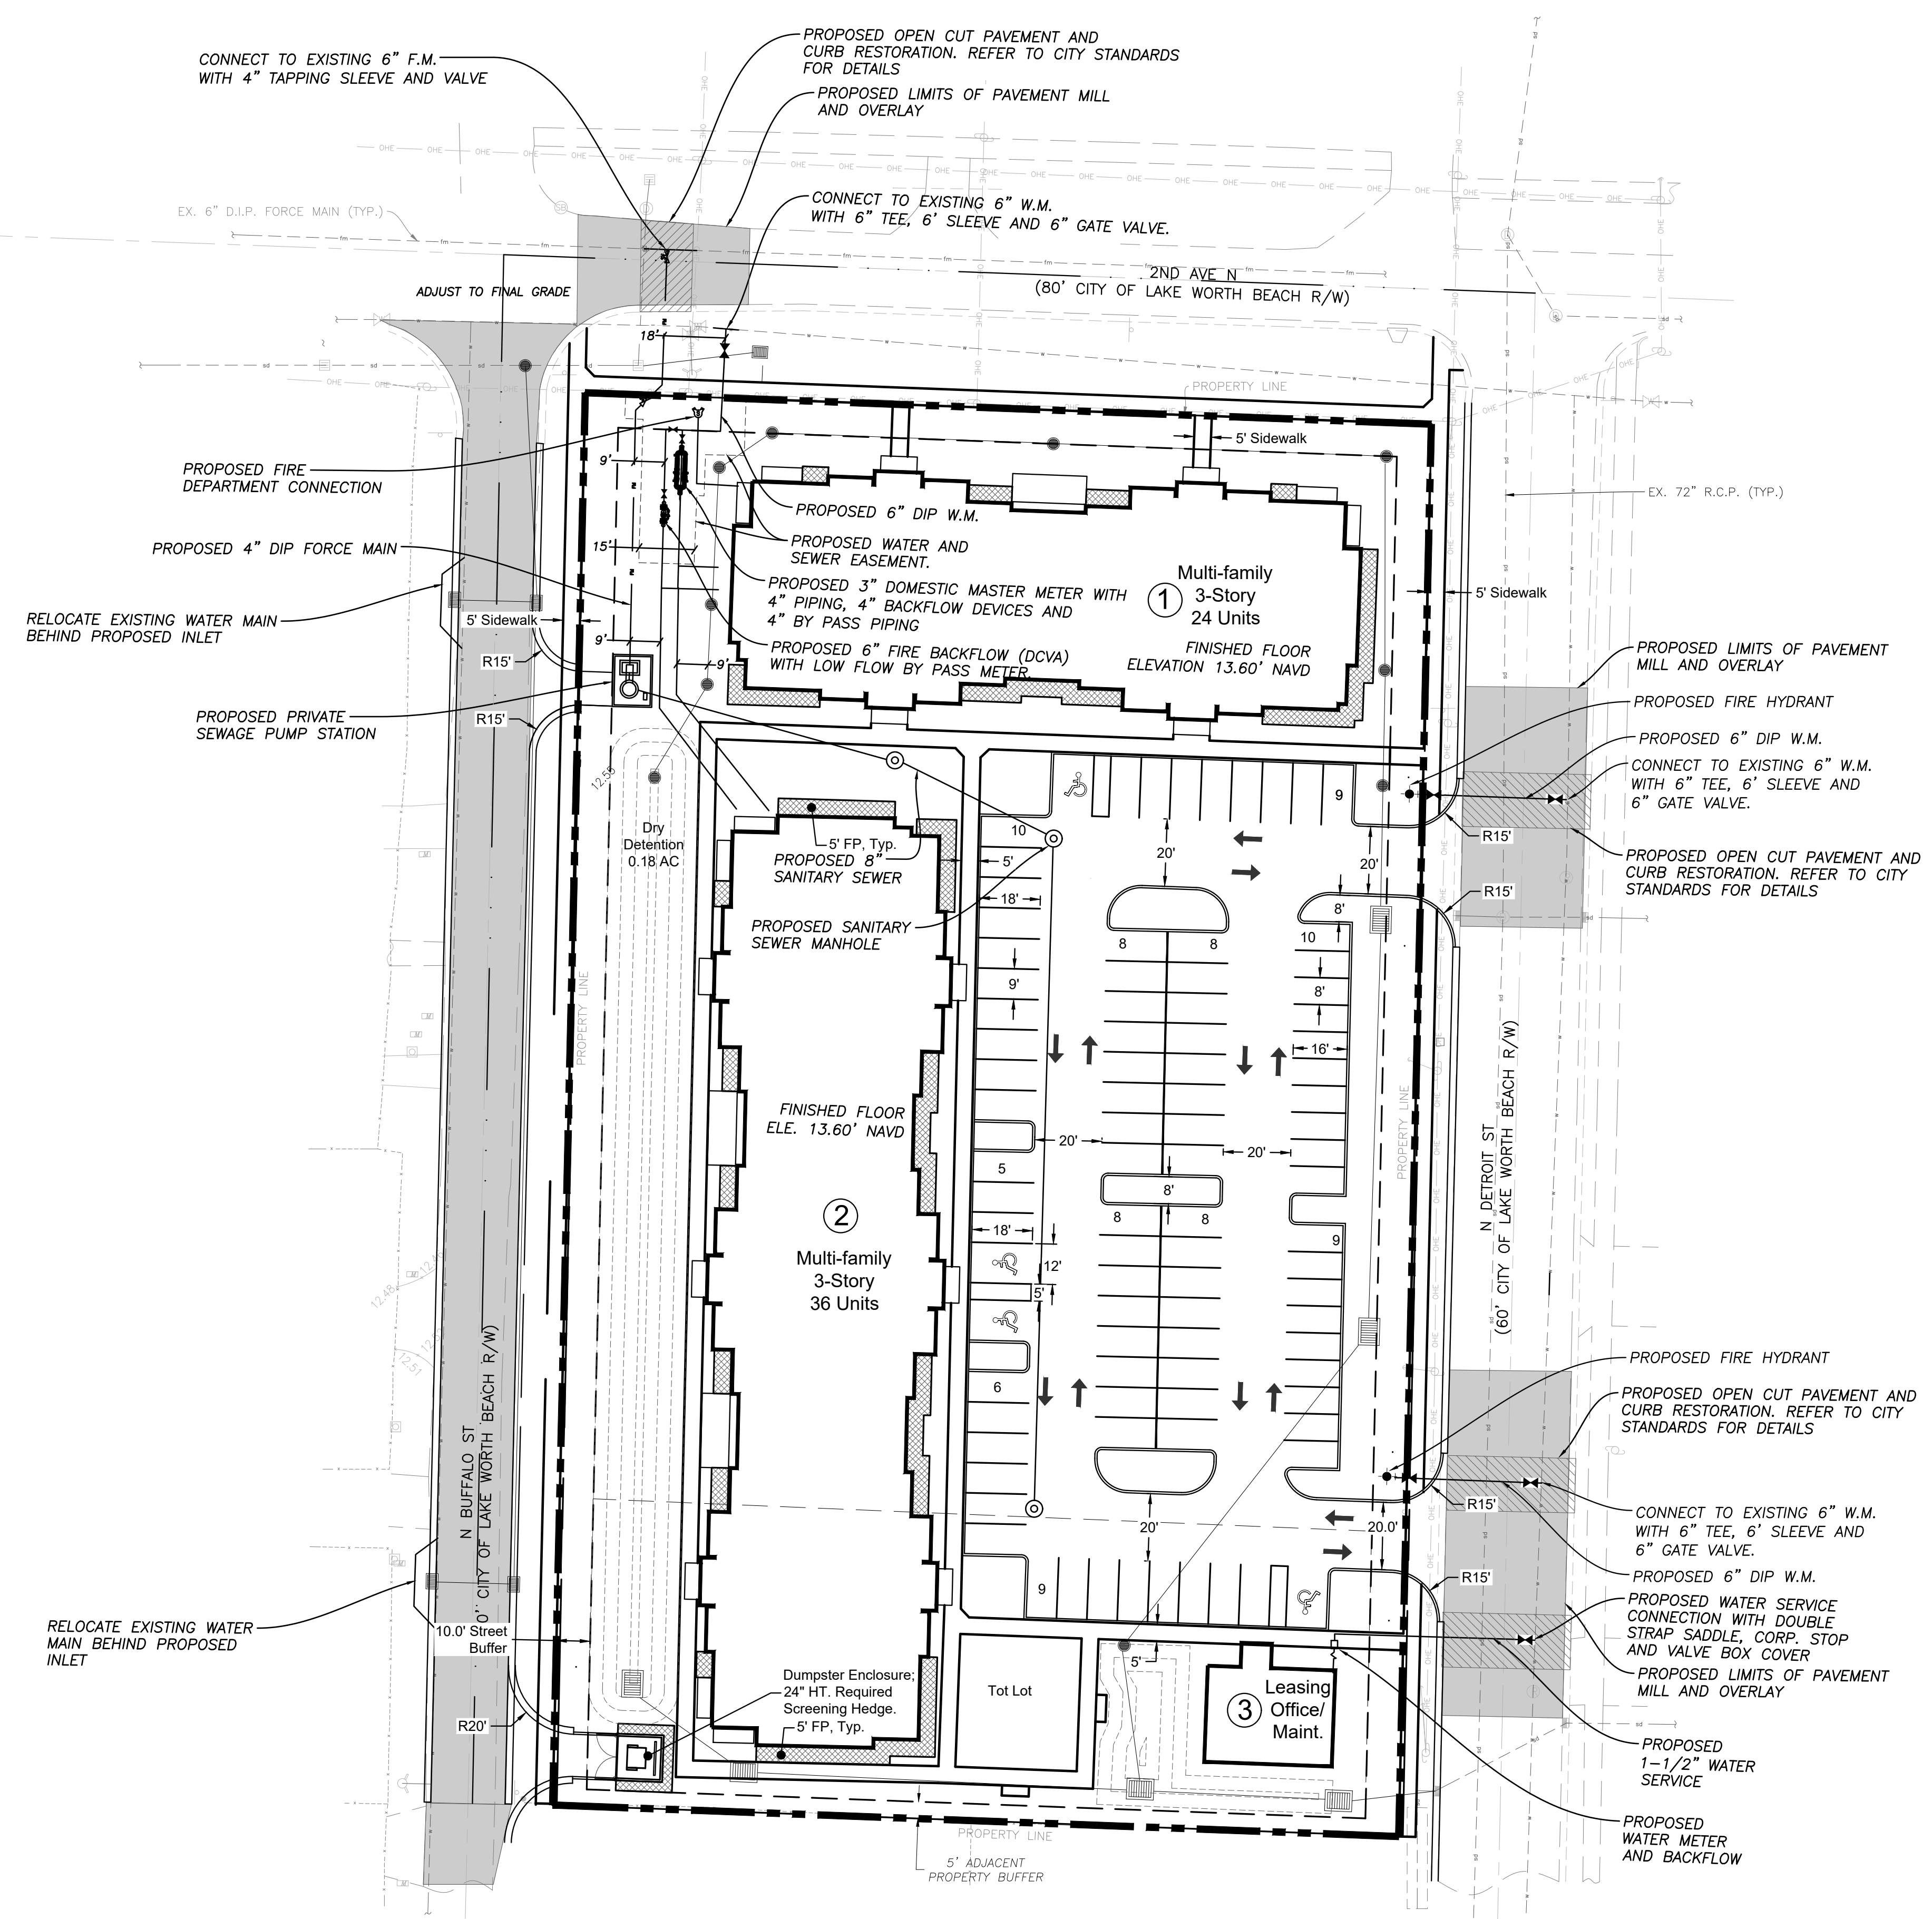 CONNECT TO EXISTING 6" F.M.
WITH 4" TAPPING SLEEVE AND VALVE
PROPOSED OPEN CUT PAVEMENT AND
CURB RESTORATION. REFER TO CITY STANDARDS
FOR DETAILS
PROPOSED LIMITS OF PAVEMENT MILL
AND OVERLAY
CONNECT TO EXISTING 6" W.M.
WITH 6" TEE, 6' SLEEVE AND 6" GATE VALVE.
EX. 6" D.I.P. FORCE MAIN (TYP.)
ADJUST TO FINAL GRADE
2ND AVE N
(80' CITY OF LAKE WORTH BEACH R/W)
18'
PROPERTY LINE
5' Sidewalk
EX. 72" R.C.P. (TYP.)
PROPOSED FIRE
DEPARTMENT CONNECTION
9'
PROPOSED 6" DIP W.M.
PROPOSED WATER AND
SEWER EASEMENT.
PROPOSED 4" DIP FORCE MAIN
15'
PROPOSED 3" DOMESTIC MASTER METER WITH
4" PIPING, 4" BACKFLOW DEVICES AND
4" BY PASS PIPING
PROPOSED 6" FIRE BACKFLOW (DCVA)
WITH LOW FLOW BY PASS METER.
1
Multi-family
3-Story
24 Units
FINISHED FLOOR
ELEVATION 13.60' NAVD
5' Sidewalk
RELOCATE EXISTING WATER MAIN
BEHIND PROPOSED INLET
5' Sidewalk
R15'
9'
9'
PROPOSED PRIVATE
SEWAGE PUMP STATION
R15'
PROPOSED LIMITS OF PAVEMENT
MILL AND OVERLAY
PROPOSED FIRE HYDRANT
PROPOSED 6" DIP W.M.
CONNECT TO EXISTING 6" W.M.
WITH 6" TEE, 6' SLEEVE AND
6" GATE VALVE.
R15'
PROPOSED OPEN CUT PAVEMENT AND
CURB RESTORATION. REFER TO CITY
STANDARDS FOR DETAILS
R15'
Dry
Detention
0.18 AC
5' FP, Typ.
PROPOSED 8"
SANITARY SEWER
PROPOSED SANITARY
SEWER MANHOLE
9
10
5'
20'
20'
18'
8'
8
8
10
9'
8'
16'
PROPERTY LINE
PROPERTY LINE
N DETROIT ST
(60' CITY OF LAKE WORTH BEACH R/W)
FINISHED FLOOR
ELE. 13.60' NAVD
20'
20'
5
8'
8
8
18'
9
12'
5'
2
Multi-family
3-Story
36 Units
6
12.48
12.51
N BUFFALO ST
CITY OF LAKE WORTH BEACH R/W)
PROPOSED FIRE HYDRANT
PROPOSED OPEN CUT PAVEMENT AND
CURB RESTORATION. REFER TO CITY
STANDARDS FOR DETAILS
R15'
CONNECT TO EXISTING 6" W.M.
WITH 6" TEE, 6' SLEEVE AND
6" GATE VALVE.
PROPOSED 6" DIP W.M.
20'
20.0'
R15'
9
PROPOSED WATER SERVICE
CONNECTION WITH DOUBLE
STRAP SADDLE, CORP. STOP
AND VALVE BOX COVER
PROPOSED LIMITS OF PAVEMENT
MILL AND OVERLAY
RELOCATE EXISTING WATER
MAIN BEHIND PROPOSED
INLET
10.0' Street
Buffer
R20'
Dumpster Enclosure;
24" HT. Required
Screening Hedge.
5' FP, Typ.
Tot Lot
5'
3
Leasing
Office/
Maint.
PROPOSED
1-1/2" WATER
SERVICE
PROPOSED
WATER METER
AND BACKFLOW
PROPERTY LINE
5' ADJACENT
PROPERTY BUFFER